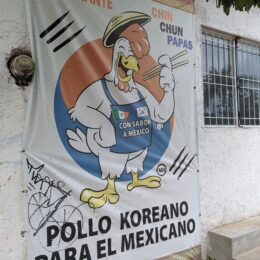 CHIN
CHUN
PAPAS
CON SABOR
A MÉXICO
POLLO KOREANO
PARA EL MEXICANO